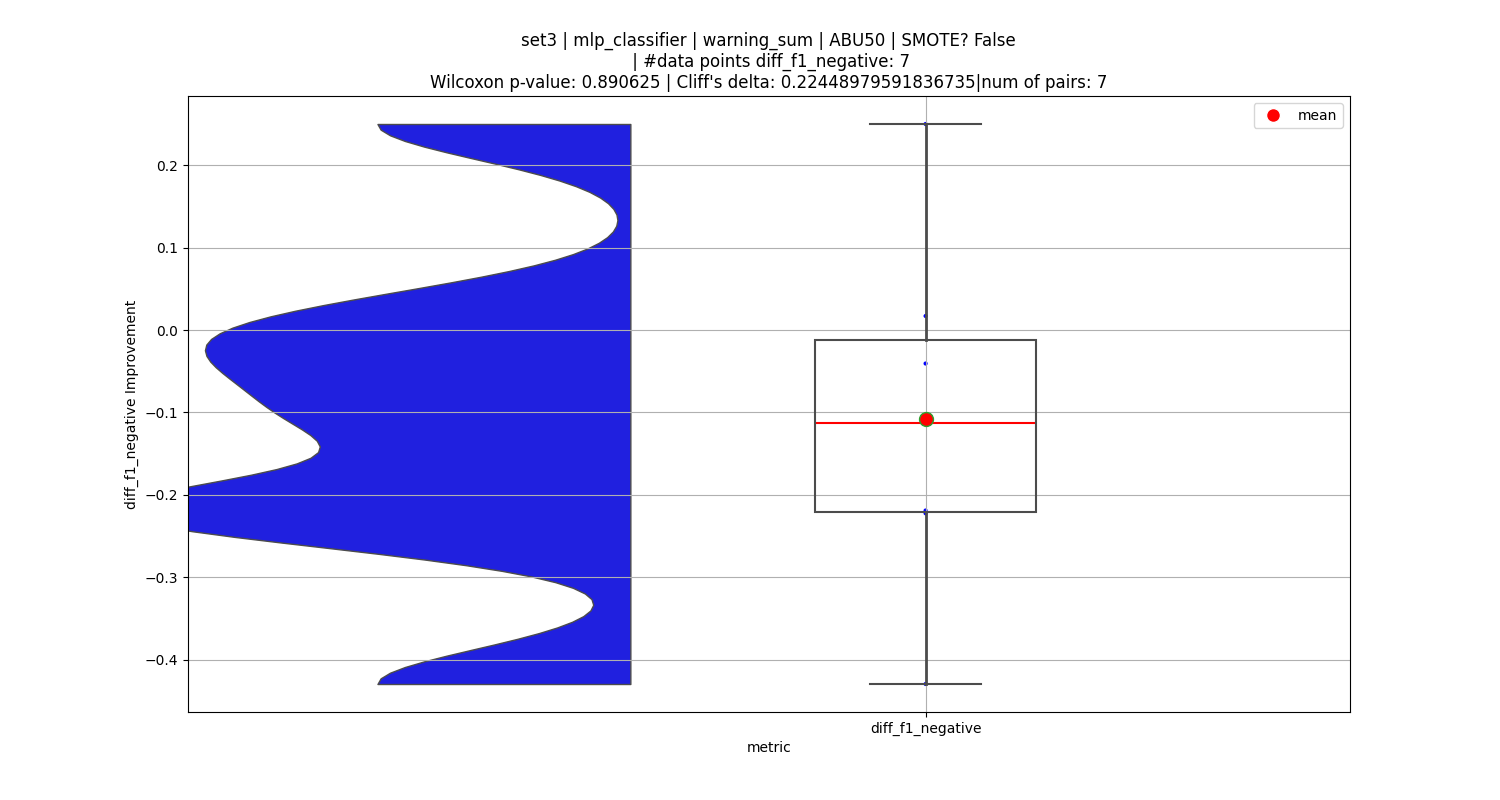 set3 | mlp_classifier | warning_sum | ABU50 | SMOTE? False
| #data points diff_f1_negative: 7
Wilcoxon p-value: 0.890625 | Cliff's delta: 0.22448979591836735|num of pairs: 7
mean
0.2
0.1
0.0
−0.1
−0.2
−0.3
−0.4
diff_f1_negative Improvement
diff_f1_negative
metric